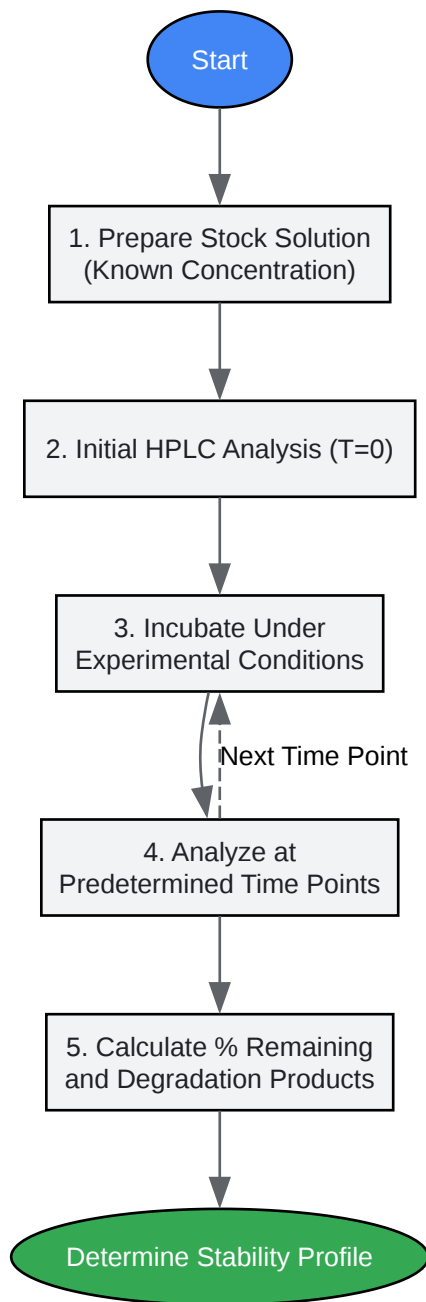 Start
1. Prepare Stock Solution
(Known Concentration)
2. Initial HPLC Analysis (T=0)
3. Incubate Under
Experimental Conditions
Next Time Point
4. Analyze at
Predetermined Time Points
5. Calculate % Remaining
and Degradation Products
Determine Stability Profile